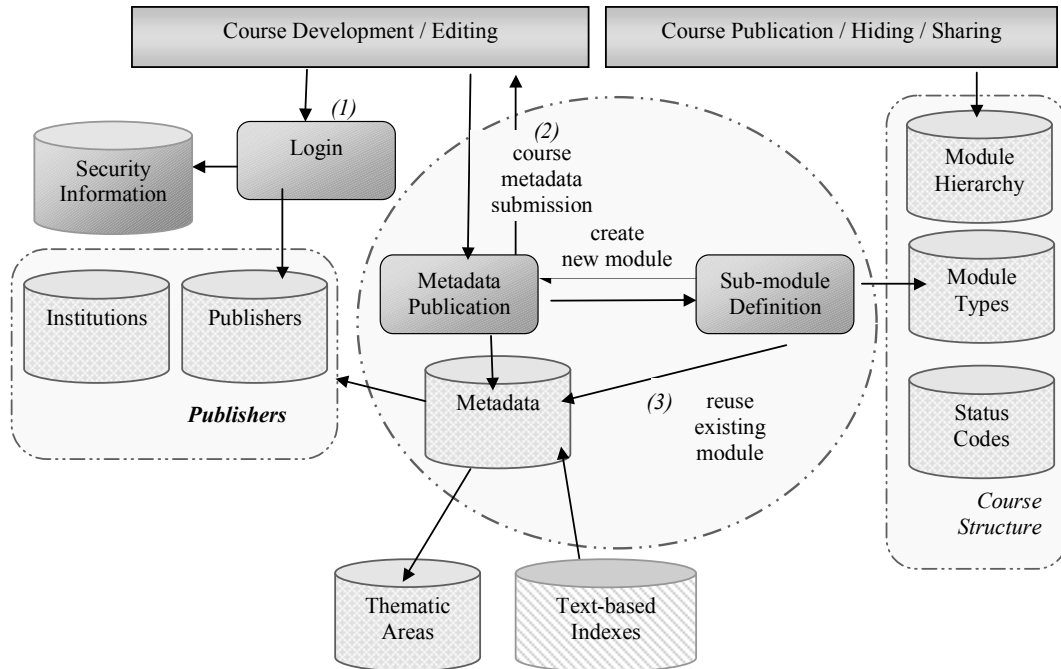 Course Development / Editing
Course Publication / Hiding / Sharing
(1)
Login
Security
Information
(2)
course
metadata
submission
Module
Hierarchy
create
new module
Metadata
Publication
Sub-module
Definition
Module
Types
Institutions
Publishers
Publishers
Metadata
(3)
reuse
existing
module
Status
Codes
Course
Structure
Thematic
Areas
Text-based
Indexes